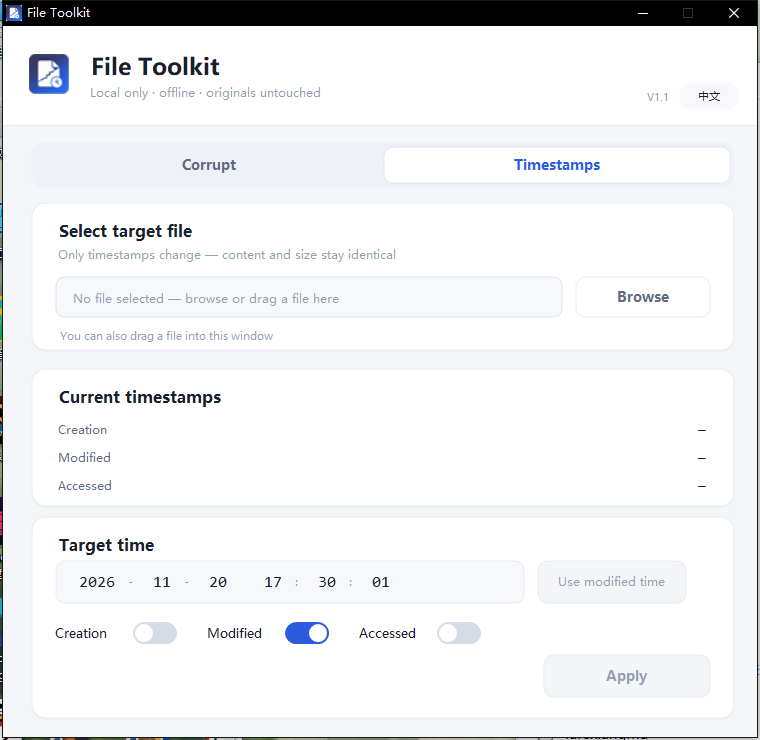 File Toolkit
File Toolkit
Local only · offline · originals untouched
V1.1 中文
Corrupt Timestamps
Select target file
Only timestamps change — content and size stay identical
No file selected — browse or drag a file here Browse
You can also drag a file into this window
Current timestamps
Creation –
Modified –
Accessed –
Target time
2026 - 11 - 20 17 : 30 : 01 Use modified time
Creation Modified Accessed
Apply